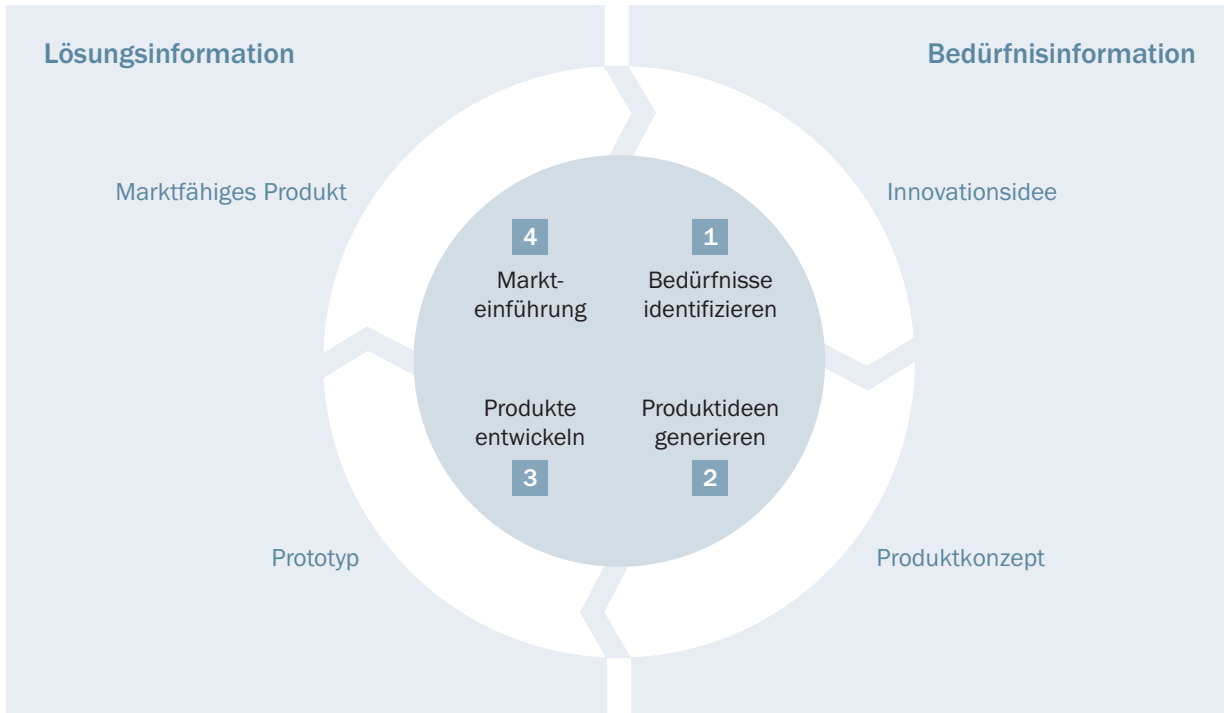 Lösungsinformation
Bedürfnisinformation
Marktfähiges Produkt
Innovationsidee
4
Markt-
einführung
1
Bedürfnisse
identifizieren
Produkte
entwickeln
3
Produktideen
generieren
2
Prototyp
Produktkonzept